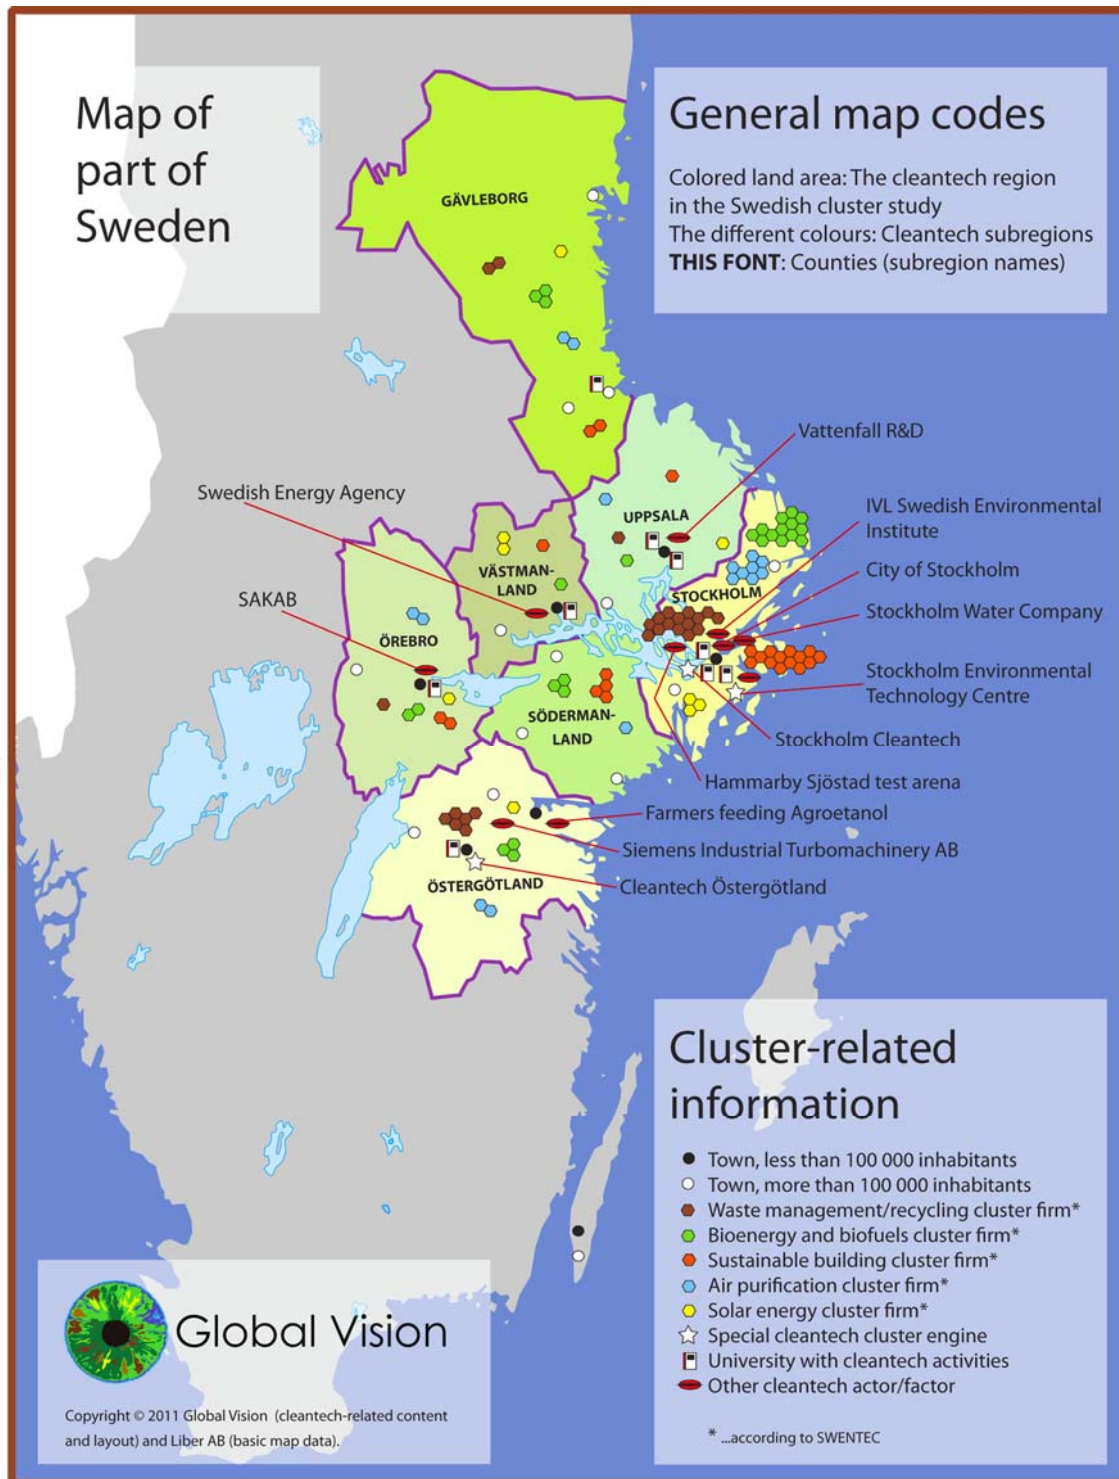 Map of
part of
Sweden
General map codes
Colored land area: The cleantech region
in the Swedish cluster study
The different colours: Cleantech subregions
THIS FONT: Counties (subregion names)
GÄVLEBORG
Vattenfall R&D
Swedish Energy Agency
IVL Swedish Environmental
Institute
UPPSALA
City of Stockholm
VÄSTMAN-
LAND
STOCKHOLM
SAKAB
Stockholm Water Company
ÖREBRO
Stockholm Environmental
Technology Centre
SÖDERMAN-
LAND
Stockholm Cleantech
Hammarby Sjöstad test arena
Farmers feeding Agroetanol
Siemens Industrial Turbomachinery AB
ÖSTERGÖTLAND
Cleantech Östergötland
Cluster-related
information
Town, less than 100 000 inhabitants
Town, more than 100 000 inhabitants
Waste management/recycling cluster firm*
Bioenergy and biofuels cluster firm*
Sustainable building cluster firm*
Air purification cluster firm*
Solar energy cluster firm*
Special cleantech cluster engine
University with cleantech activities
Other cleantech actor/factor
* ...according to SWENTEC
Global Vision
Copyright © 2011 Global Vision (cleantech-related content
and layout) and Liber AB (basic map data).